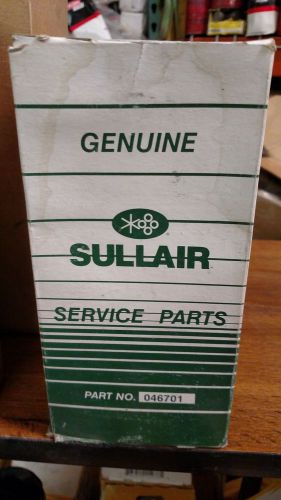 GENUINE
SULLAIR
SERVICE PARTS
PART NO. 046701